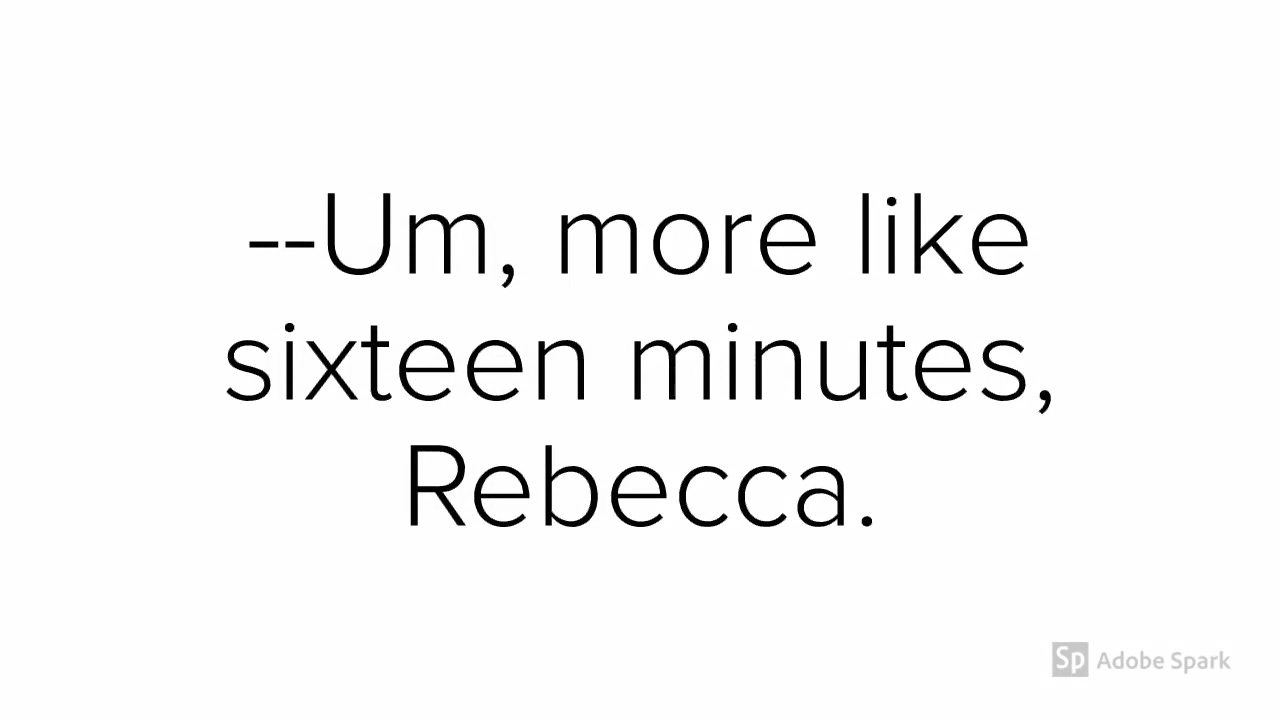 --Um, more like
sixteen minutes,
Rebecca.
Sp Adobe Spark